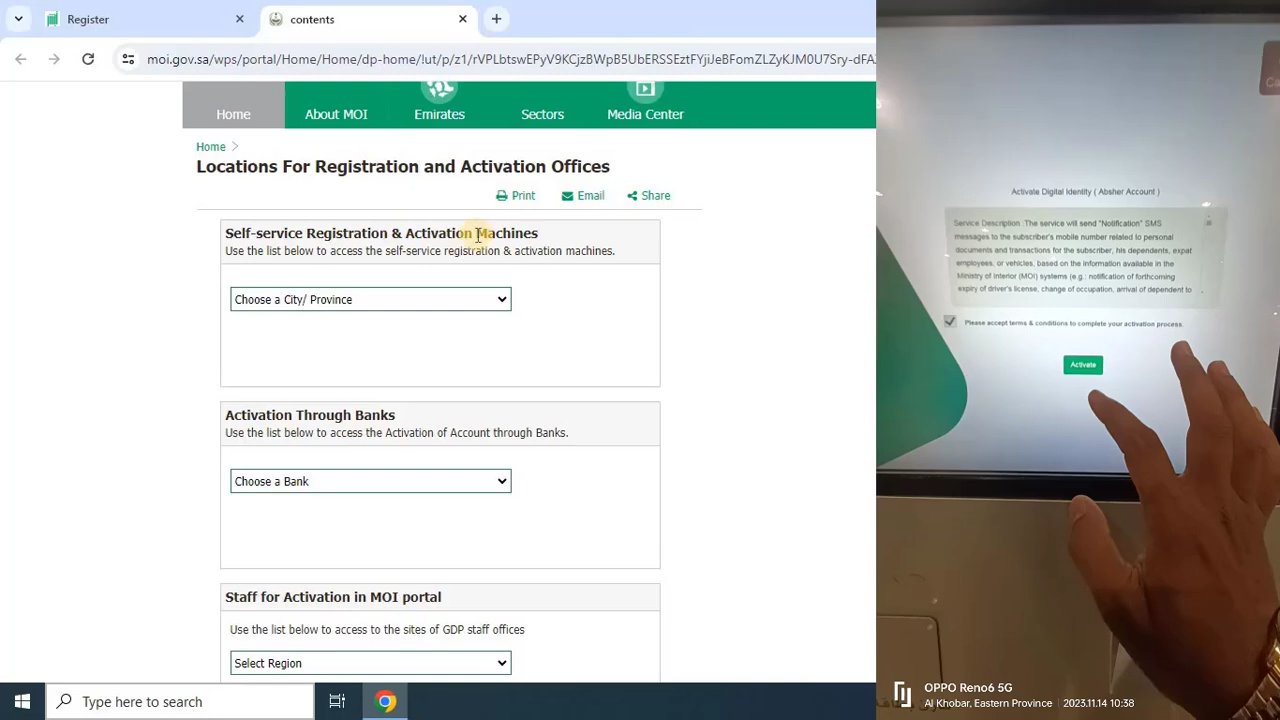 Register
contents
moi.gov.sa/wps/portal/Home/Home/dp-home/!ut/p/z1/rVPLbtswEPyV9KCjzBWpB5UbERSSEztFYjiJeBFomZLZyKJM0U7Sry-dFA
Home
About MOI
Emirates
Sectors
Media Center
Home
Locations For Registration and Activation Offices
Print
Email
Share
Self-service Registration & Activation Machines
Use the list below to access the self-service registration & activation machines.
Choose a City/ Province
Activation Through Banks
Use the list below to access the Activation of Account through Banks.
Choose a Bank
Staff for Activation in MOI portal
Use the list below to access to the sites of GDP staff offices
Select Region
Type here to search
Activate Digital Identity ( Absher Account )
Service Description :The service will send "Notification" SMS
messages to the subscriber's mobile number related to personal
documents and transactions for the subscriber, his dependents, expat
employees, or vehicles, based on the information available in the
Ministry of Interior (MOI) systems (e.g.: notification of forthcoming
expiry of driver's license, change of occupation, arrival of dependent to
Please accept terms & conditions to complete your activation process.
Activate
OPPO Reno6 5G
Al Khobar, Eastern Province
2023.11.14 10:38